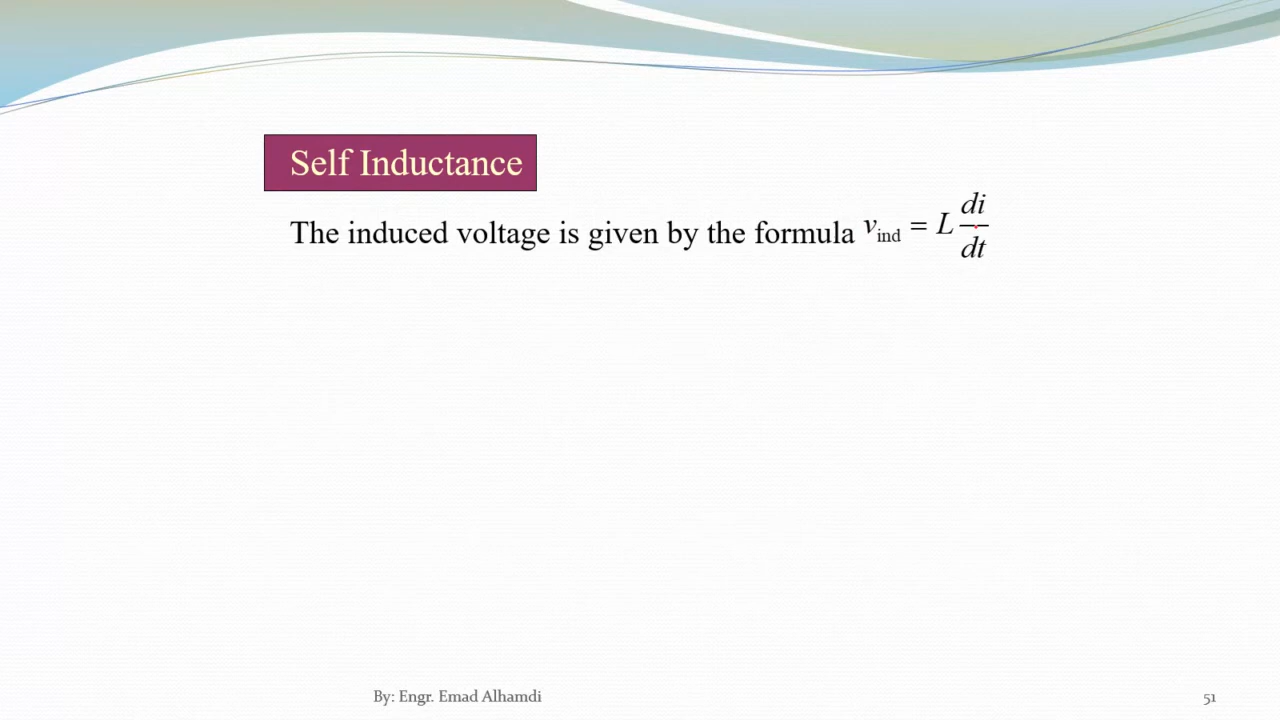 Self Inductance
The induced voltage is given by the formula v_ind = L di/dt
By: Engr. Emad Alhamdi
51